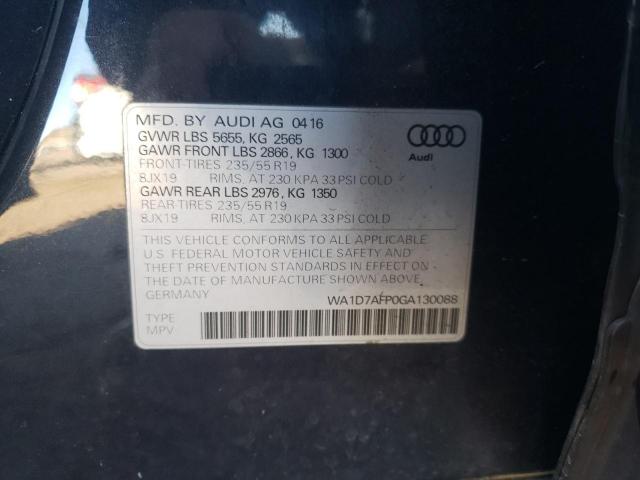 MFD. BY AUDI AG 0416
GVWR LBS 5655, KG 2565
GAWR FRONT LBS 2866, KG 1300
FRONT-TIRES 235/55 R19
8JX19 RIMS, AT 230 KPA 33 PSI COLD
GAWR REAR LBS 2976, KG 1350
REAR-TIRES 235/55 R19
8JX19 RIMS, AT 230 KPA 33 PSI COLD
Audi
THIS VEHICLE CONFORMS TO ALL APPLICABLE
U.S. FEDERAL MOTOR VEHICLE SAFETY AND
THEFT PREVENTION STANDARDS IN EFFECT ON
THE DATE OF MANUFACTURE SHOWN ABOVE.
GERMANY WA1D7AFP0GA130088
TYPE
MPV